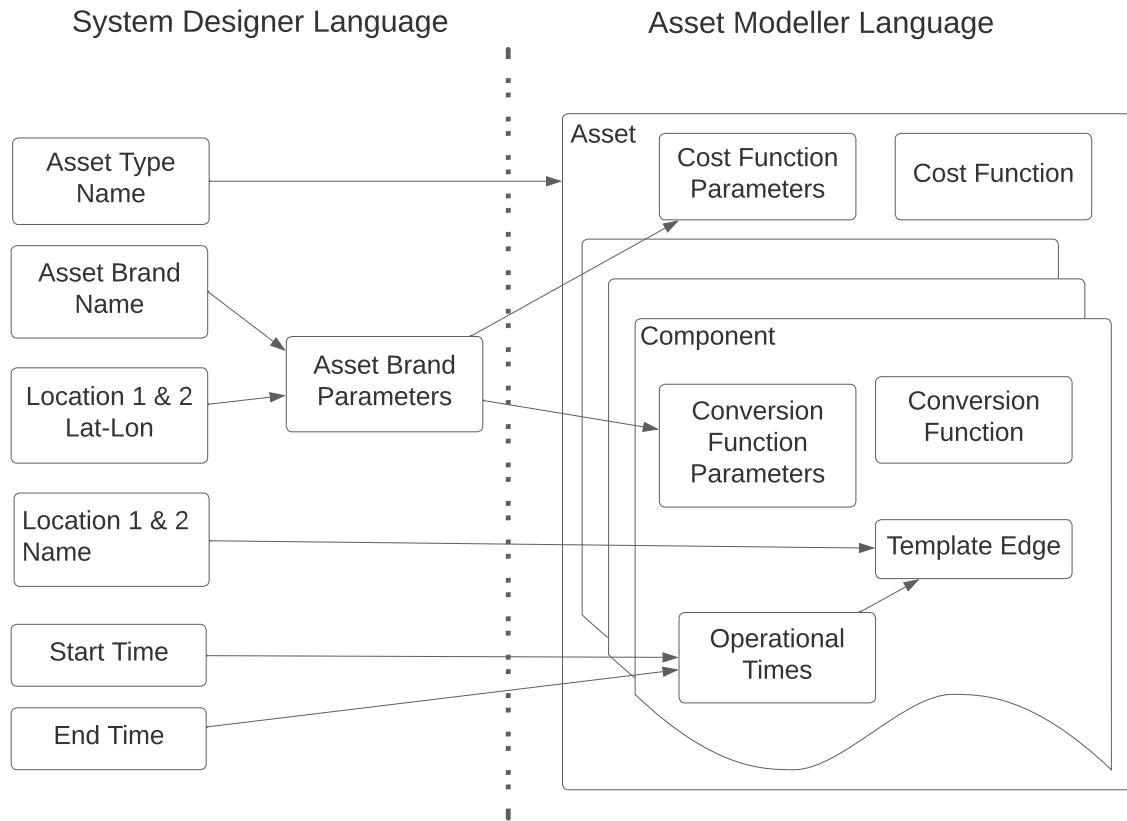 System Designer Language
Asset Modeller Language
Asset
Asset Type
Name
Cost Function
Parameters
Cost Function
Asset Brand
Name
Component
Asset Brand
Parameters
Location 1 & 2
Lat-Lon
Conversion
Function
Parameters
Conversion
Function
Location 1 & 2
Name
Template Edge
Start Time
Operational
Times
End Time